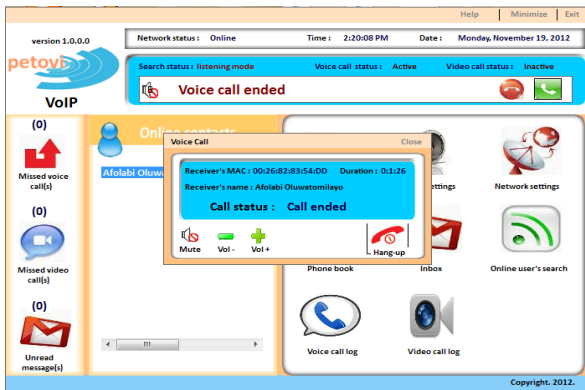 Help Minimize Exit
version 1.0.0.0
Network status : Online Time : 2:20:08 PM Date : Monday, November 19, 2012
petovi
VoIP
Search status : listening mode Voice call status : Active Video call status : Inactive
Voice call ended
(0)
Missed voice
call(s)
(0)
Missed video
call(s)
(0)
Unread
message(s)
Online contacts
Afolabi Oluw
Voice Call Close
Receiver's MAC : 00:26:82:83:54:DD Duration : 0:1:26
Receiver's name : Afolabi Oluwatomilayo
Call status : Call ended
Mute Vol - Vol + Hang-up
ettings
Network settings
Phone book
Inbox
Online user's search
Voice call log
Video call log
Copyright. 2012.